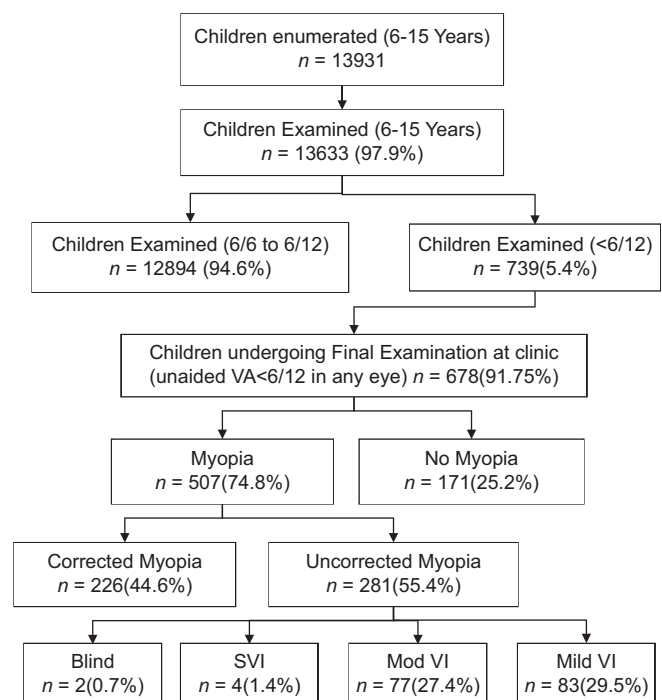 Children enumerated (6-15 Years)
n = 13931
Children Examined (6-15 Years)
n = 13633 (97.9%)
Children Examined (6/6 to 6/12)
n = 12894 (94.6%)
Children Examined (<6/12)
n = 739(5.4%)
Children undergoing Final Examination at clinic
(unaided VA<6/12 in any eye) n = 678(91.75%)
Myopia
n = 507(74.8%)
No Myopia
n = 171(25.2%)
Corrected Myopia
n = 226(44.6%)
Uncorrected Myopia
n = 281(55.4%)
Blind
n = 2(0.7%)
SVI
n = 4(1.4%)
Mod VI
n = 77(27.4%)
Mild VI
n = 83(29.5%)